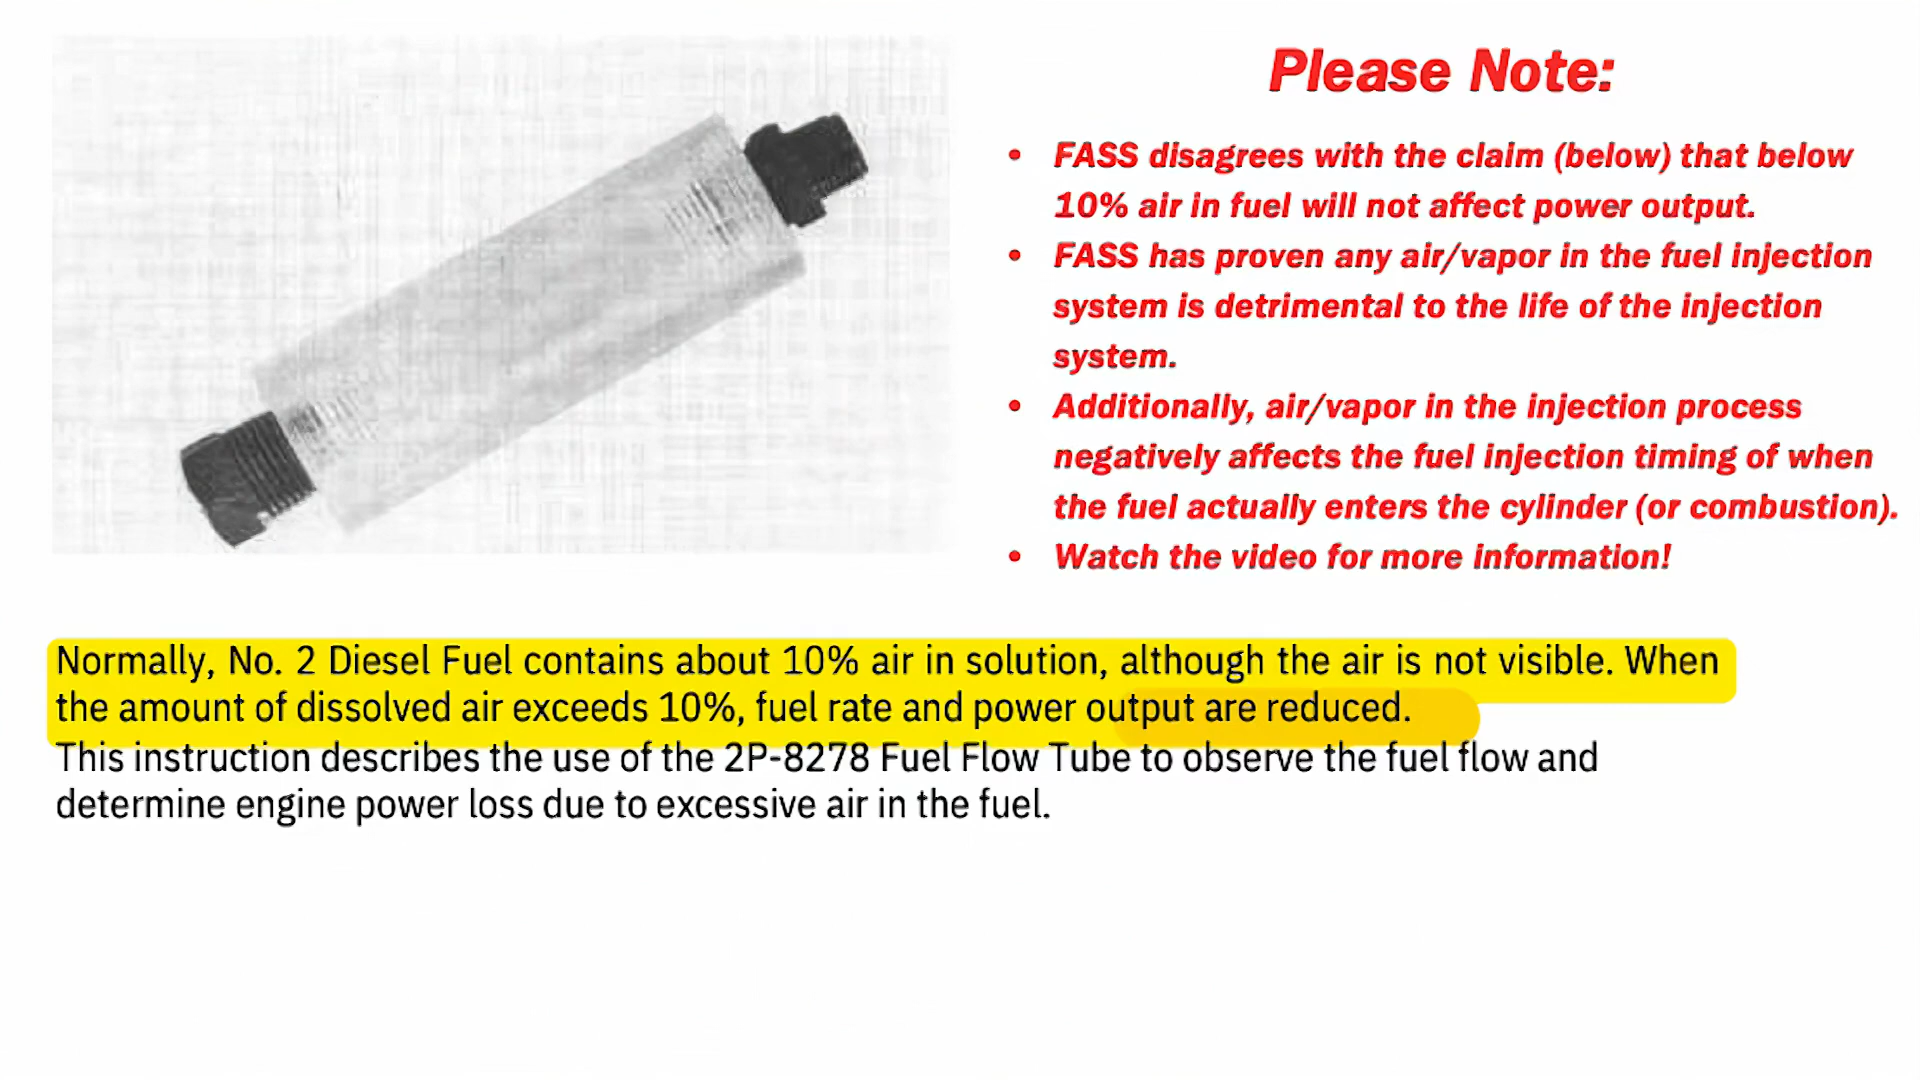 Please Note:
• FASS disagrees with the claim (below) that below
10% air in fuel will not affect power output.
• FASS has proven any air/vapor in the fuel injection
system is detrimental to the life of the injection
system.
• Additionally, air/vapor in the injection process
negatively affects the fuel injection timing of when
the fuel actually enters the cylinder (or combustion).
• Watch the video for more information!
Normally, No. 2 Diesel Fuel contains about 10% air in solution, although the air is not visible. When
the amount of dissolved air exceeds 10%, fuel rate and power output are reduced.
This instruction describes the use of the 2P-8278 Fuel Flow Tube to observe the fuel flow and
determine engine power loss due to excessive air in the fuel.